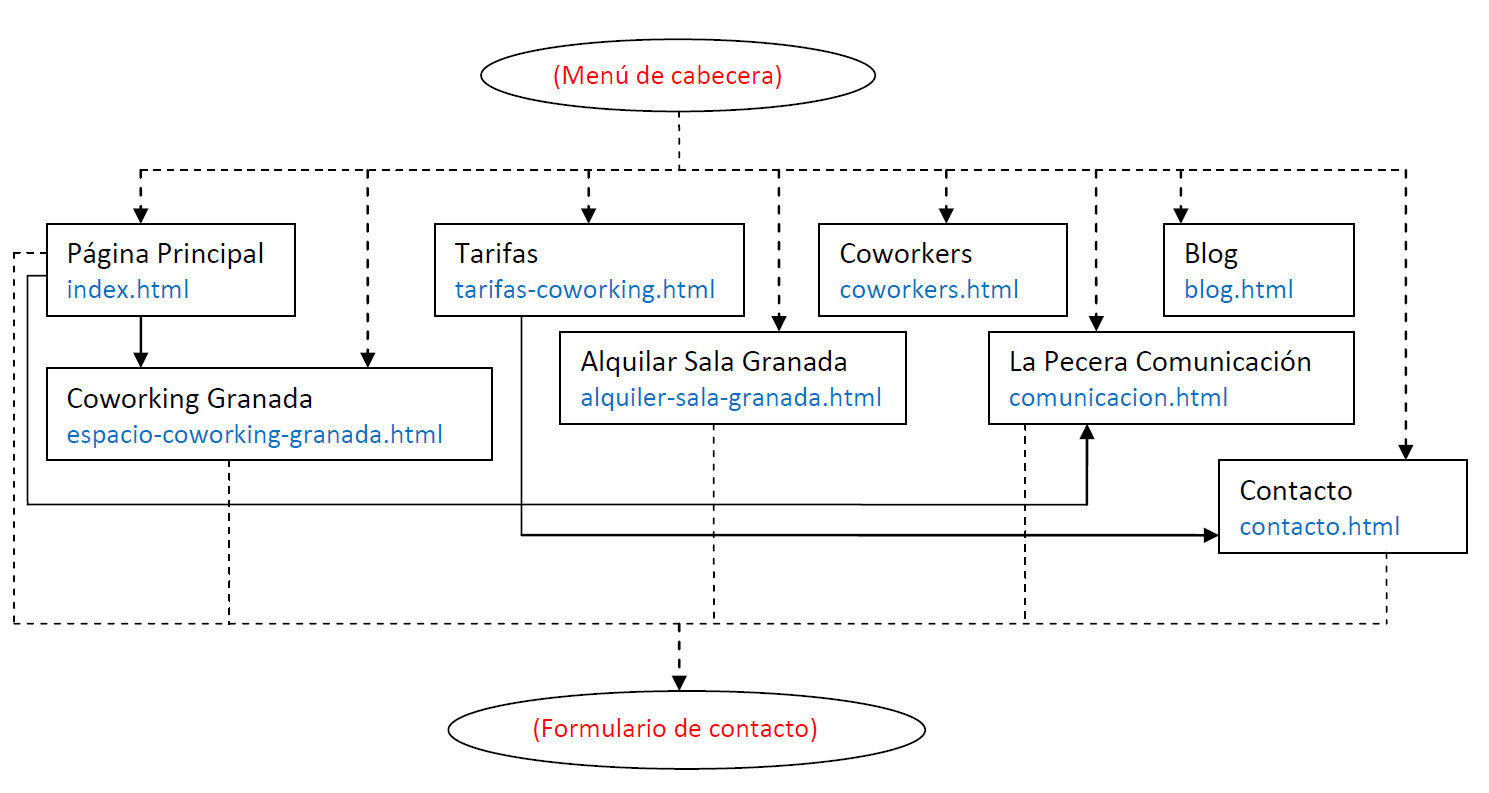 (Menú de cabecera)
Página Principal
index.html
Tarifas
tarifas-coworking.html
Coworkers
coworkers.html
Blog
blog.html
Coworking Granada
espacio-coworking-granada.html
Alquilar Sala Granada
alquiler-sala-granada.html
La Pecera Comunicación
comunicacion.html
Contacto
contacto.html
(Formulario de contacto)